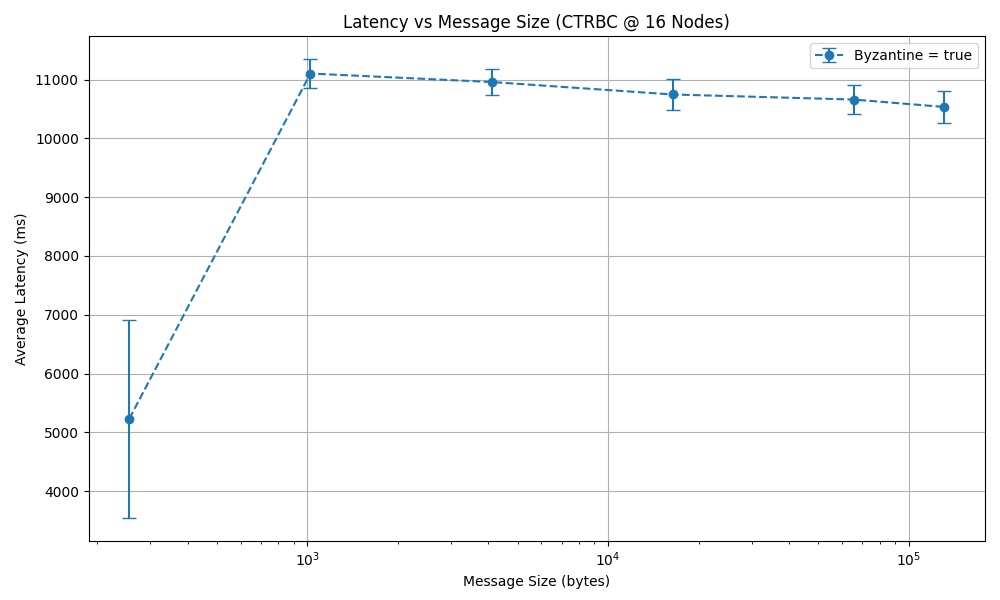 Latency vs Message Size (CTRBC @ 16 Nodes)
Byzantine = true
11000
10000
9000
8000
7000
6000
5000
4000
Average Latency (ms)
10³
10⁴
10⁵
Message Size (bytes)